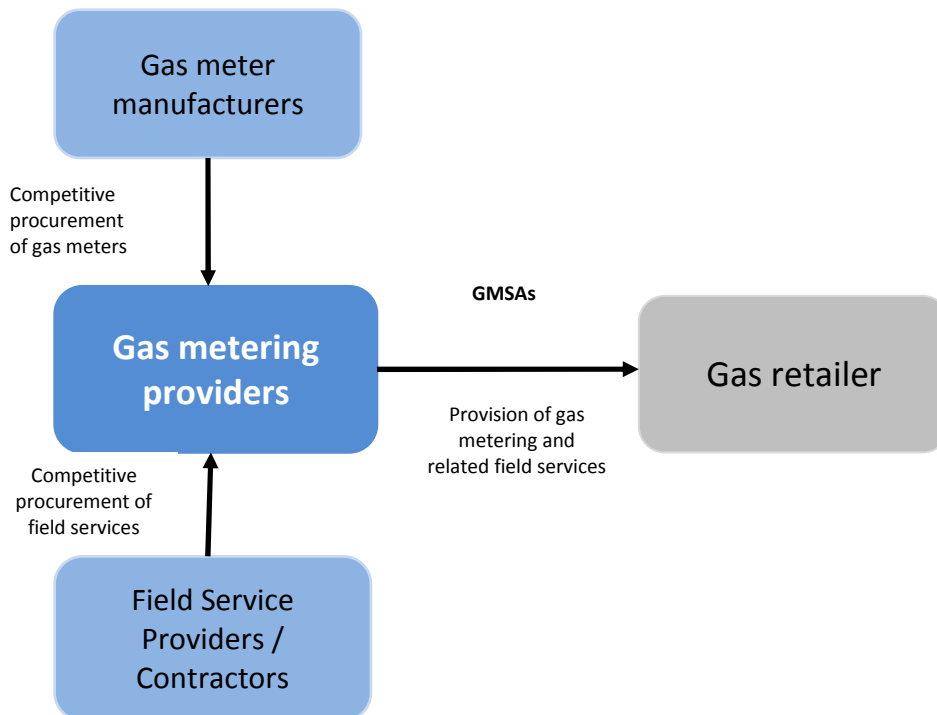 Gas meter
manufacturers
Competitive
procurement
of gas meters
GMSAs
Gas metering
providers
Gas retailer
Provision of gas
metering and
related field services
Competitive
procurement of
field services
Field Service
Providers /
Contractors